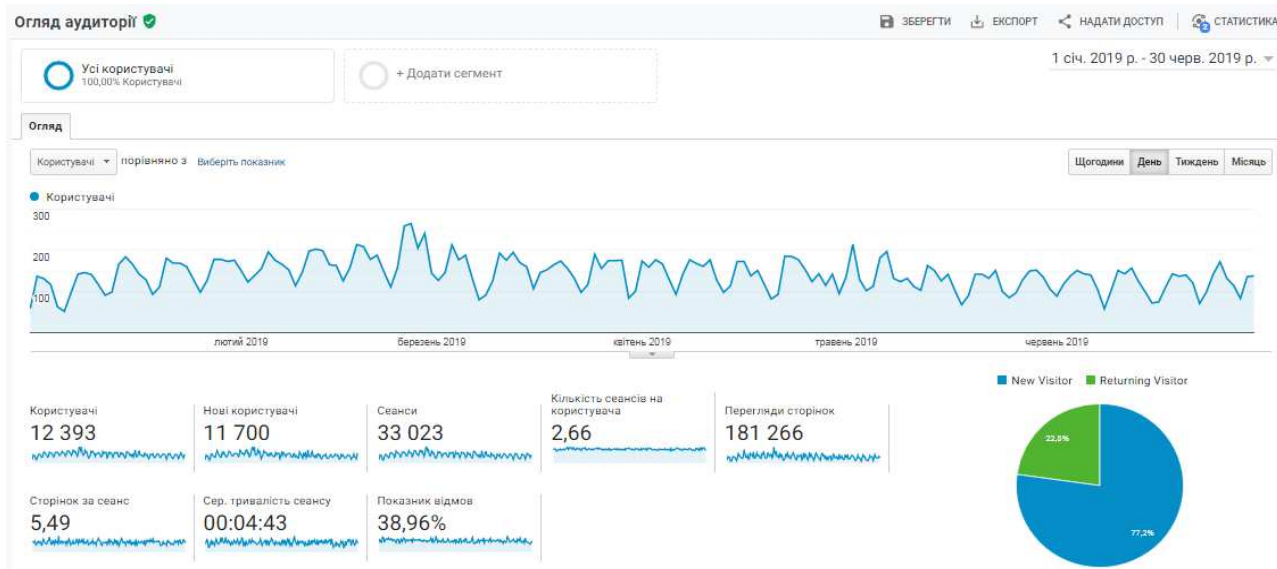 Огляд аудиторії
ЗБЕРЕГТИ ЕКСПОРТ НАДАТИ ДОСТУП СТАТИСТИКА
2
1 січ. 2019 р. - 30 черв. 2019 р.
Усі користувачі
100,00% Користувачі
+ Додати сегмент
Огляд
Користувачі порівняно з Виберіть показник
Щогодини День Тиждень Місяць
Користувачі
300
200
100
лютий 2019 березень 2019 квітень 2019 травень 2019 червень 2019
New Visitor Returning Visitor
Користувачі
12 393
Нові користувачі
11 700
Сеанси
33 023
Кількість сеансів на
користувача
2,66
Перегляди сторінок
181 266
Сторінок за сеанс
5,49
Сер. тривалість сеансу
00:04:43
Показник відмов
38,96%
22,8%
77,2%